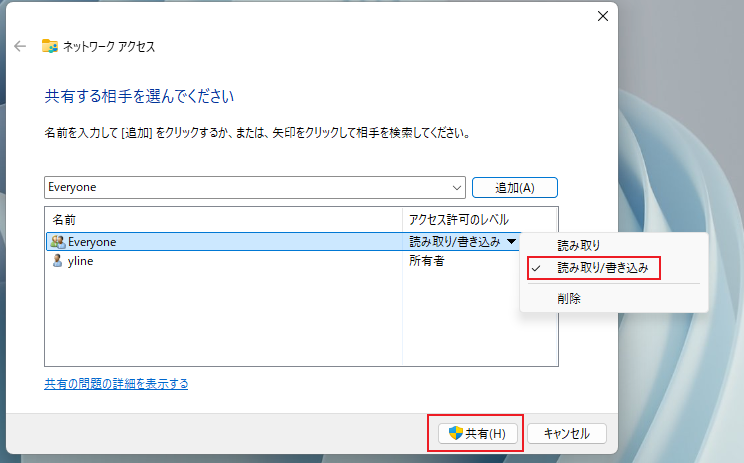 ネットワーク アクセス
共有する相手を選んでください
名前を入力して [追加] をクリックするか、または、矢印をクリックして相手を検索してください。
Everyone
追加(A)
名前 アクセス許可のレベル
Everyone 読み取り/書き込み
yline 所有者
読み取り
読み取り/書き込み
削除
共有の問題の詳細を表示する
共有(H)
キャンセル